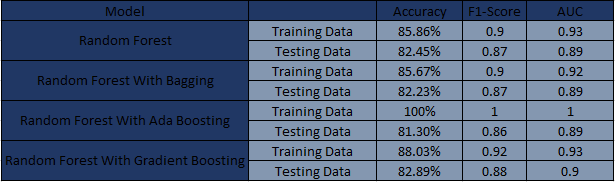 Model Accuracy F1-Score AUC
Random Forest Training Data 85.86% 0.9 0.93
Testing Data 82.45% 0.87 0.89
Random Forest With Bagging Training Data 85.67% 0.9 0.92
Testing Data 82.23% 0.87 0.89
Random Forest With Ada Boosting Training Data 100% 1 1
Testing Data 81.30% 0.86 0.89
Random Forest With Gradient Boosting Training Data 88.03% 0.92 0.93
Testing Data 82.89% 0.88 0.9